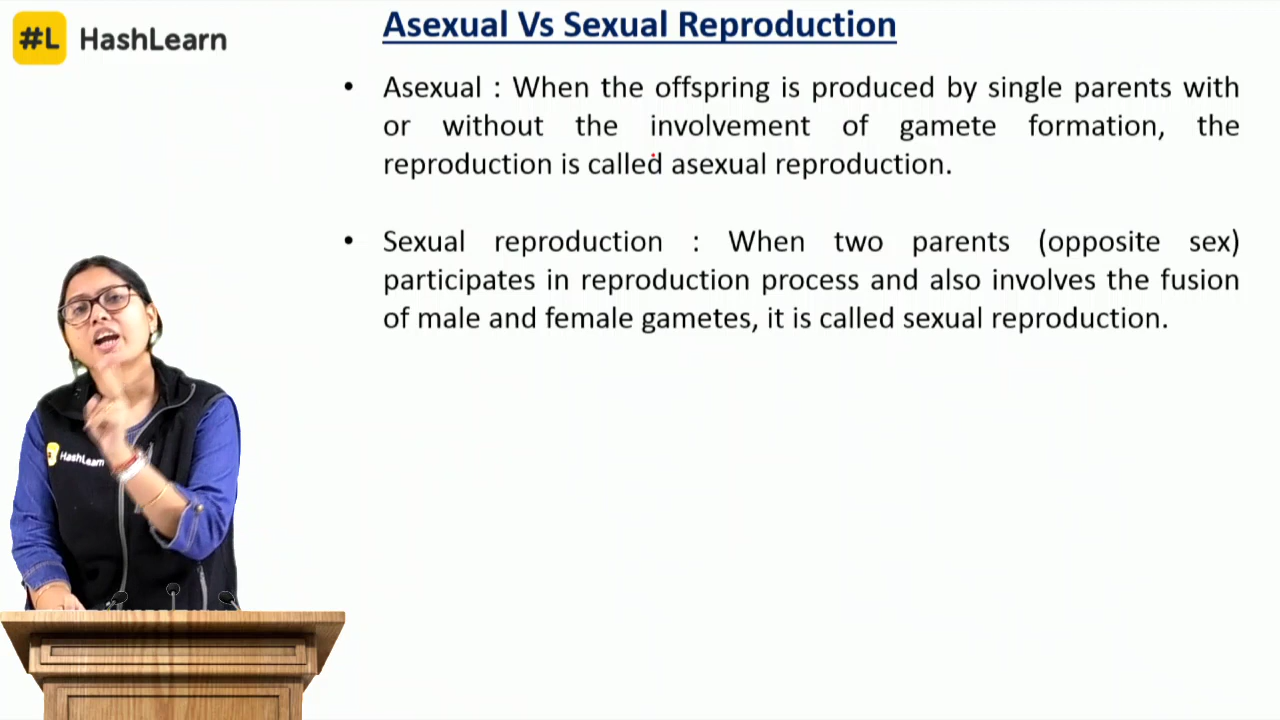 #L HashLearn
Asexual Vs Sexual Reproduction
• Asexual : When the offspring is produced by single parents with
or without the involvement of gamete formation, the
reproduction is called asexual reproduction.
• Sexual reproduction : When two parents (opposite sex)
participates in reproduction process and also involves the fusion
of male and female gametes, it is called sexual reproduction.
HashLearn